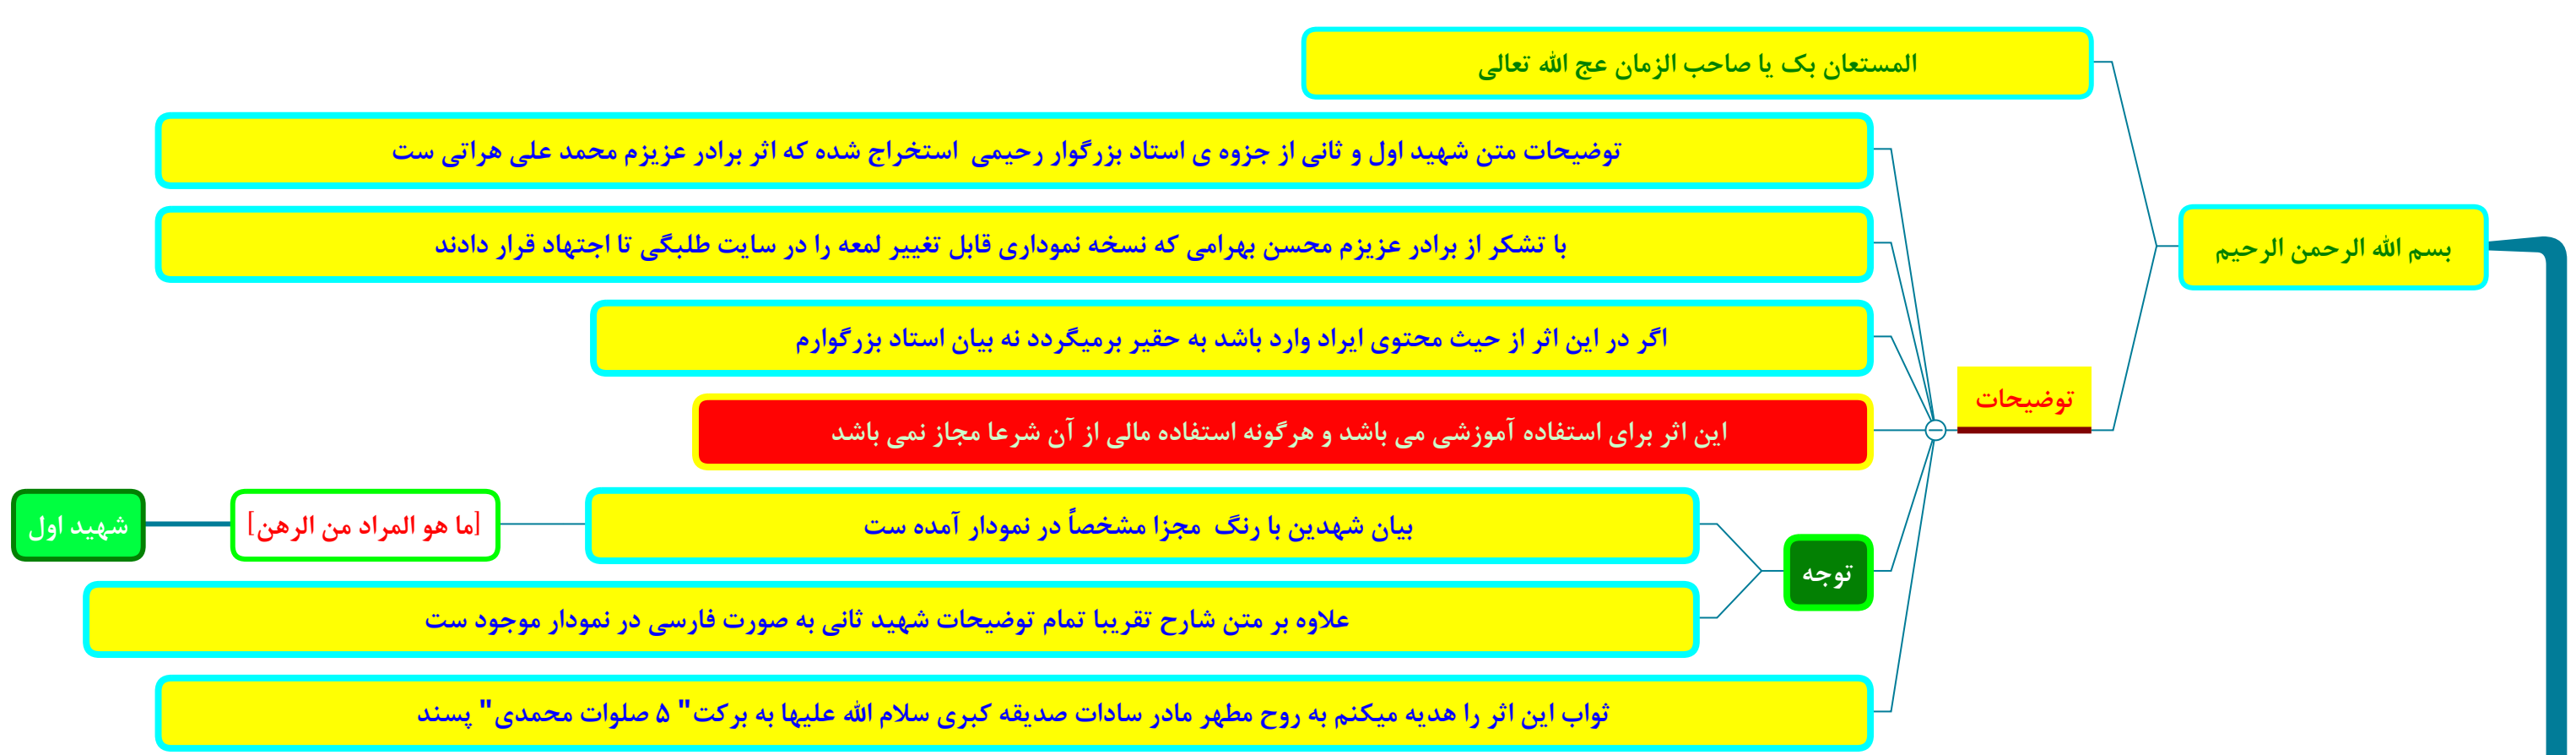 المستعان بک یا صاحب الزمان عج الله تعالی
بسم الله الرحمن الرحیم
توضیحات
توضیحات متن شهید اول و ثانی از جزوه ی استاد بزرگوار رحیمی استخراج شده که اثر برادر عزیزم محمد علی هراتی ست
با تشکر از برادر عزیزم محسن بهرامی که نسخه نموداری قابل تغییر لمعه را در سایت طلبگی تا اجتهاد قرار دادند
اگر در این اثر از حیث محتوی ایراد وارد باشد به حقیر برمیگردد نه بیان استاد بزرگوارم
این اثر برای استفاده آموزشی می باشد و هرگونه استفاده مالی از آن شرعا مجاز نمی باشد
توجه
بیان شهدین با رنگ مجزا مشخصاً در نمودار آمده ست
[ما هو المراد من الرهن]
شهید اول
علاوه بر متن شارح تقریبا تمام توضیحات شهید ثانی به صورت فارسی در نمودار موجود ست
ثواب این اثر را هدیه میکنم به روح مطهر مادر سادات صدیقه کبری سلام الله علیها به برکت" ۵ صلوات محمدی" پسند